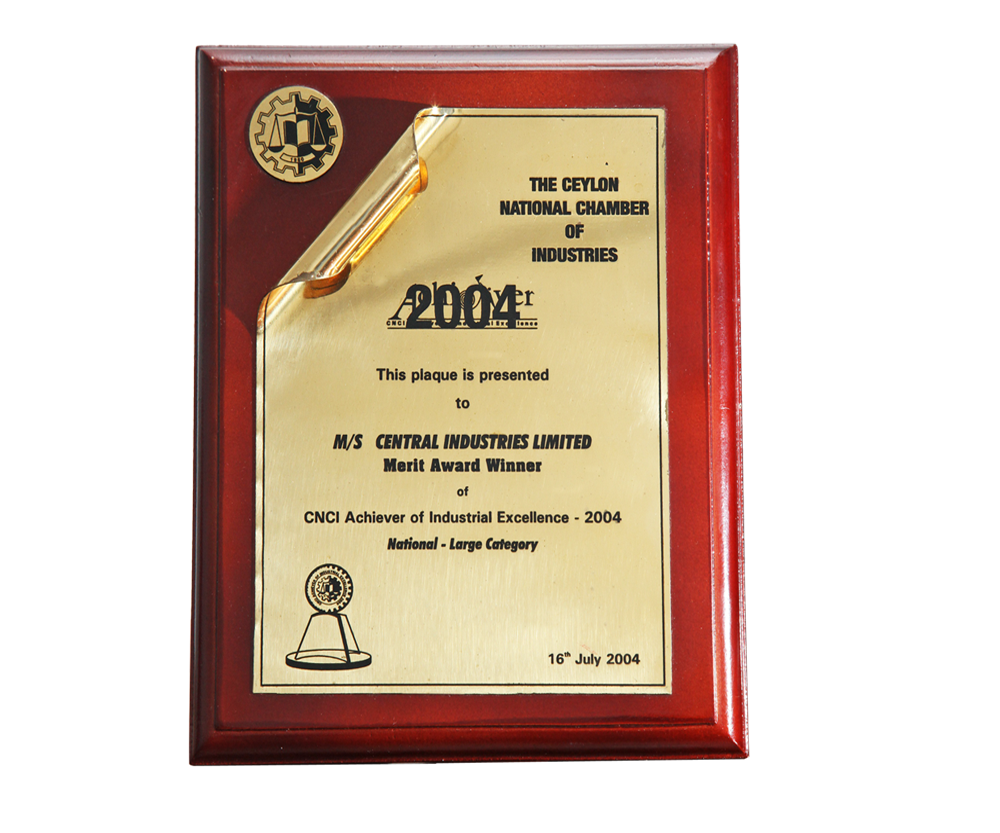 THE CEYLON
NATIONAL CHAMBER
OF
INDUSTRIES
2004
This plaque is presented
to
M/S CENTRAL INDUSTRIES LIMITED
Merit Award Winner
of
CNCI Achiever of Industrial Excellence - 2004
National - Large Category
16th July 2004